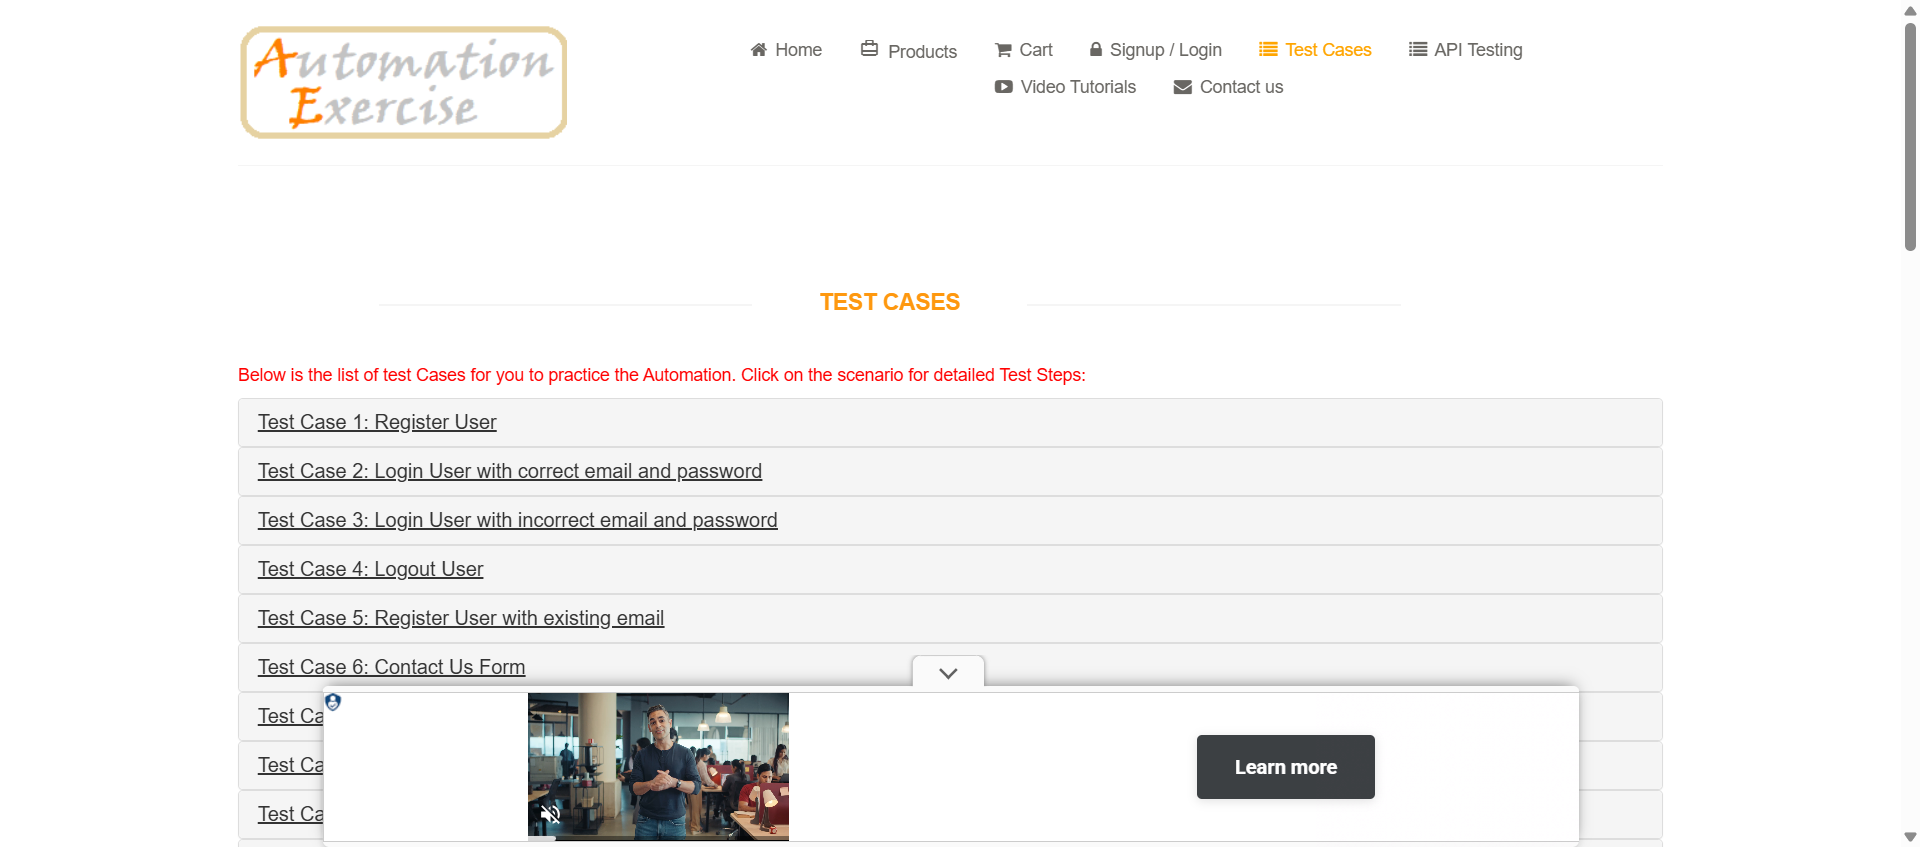 Automation
Exercise
Home
Products
Cart
Signup / Login
Test Cases
API Testing
Video Tutorials
Contact us
TEST CASES
Below is the list of test Cases for you to practice the Automation. Click on the scenario for detailed Test Steps:
Test Case 1: Register User
Test Case 2: Login User with correct email and password
Test Case 3: Login User with incorrect email and password
Test Case 4: Logout User
Test Case 5: Register User with existing email
Test Case 6: Contact Us Form
Test Ca
Test Ca
Test Ca
Learn more